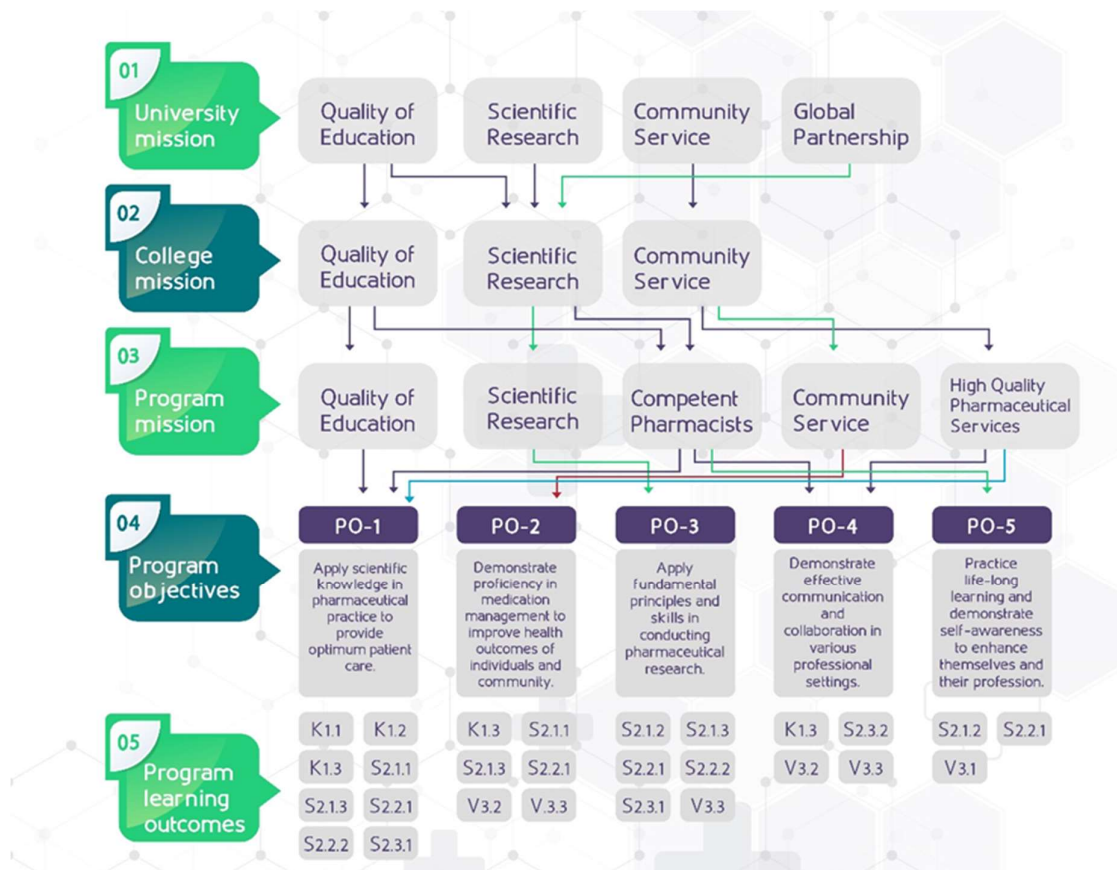 01
University
mission
Quality of
Education
Scientific
Research
Community
Service
Global
Partnership
02
College
mission
Quality of
Education
Scientific
Research
Community
Service
03
Program
mission
Quality of
Education
Scientific
Research
Competent
Pharmacists
Community
Service
High Quality
Pharmaceutical
Services
04
Program
objectives
PO-1
Apply scientific
knowledge in
pharmaceutical
practice to
provide
optimum patient
care.
PO-2
Demonstrate
proficiency in
medication
management to
improve health
outcomes of
individuals and
community.
PO-3
Apply
fundamental
principles and
skills in
conducting
pharmaceutical
research.
PO-4
Demonstrate
effective
communication
and
collaboration in
various
professional
settings.
PO-5
Practice
life-long
learning and
demonstrate
self-awareness
to enhance
themselves and
their profession.
05
Program
learning
outcomes
K1.1 K1.2
K1.3 S2.1.1
S2.1.3 S2.2.1
S2.2.2 S2.3.1
K1.3 S2.1.1
S2.1.3 S2.2.1
V3.2 V.3.3
S2.1.2 S2.1.3
S2.2.1 S2.2.2
S2.3.1 V3.3
K1.3 S2.3.2
V3.2 V3.3
S2.1.2 S2.2.1
V3.1